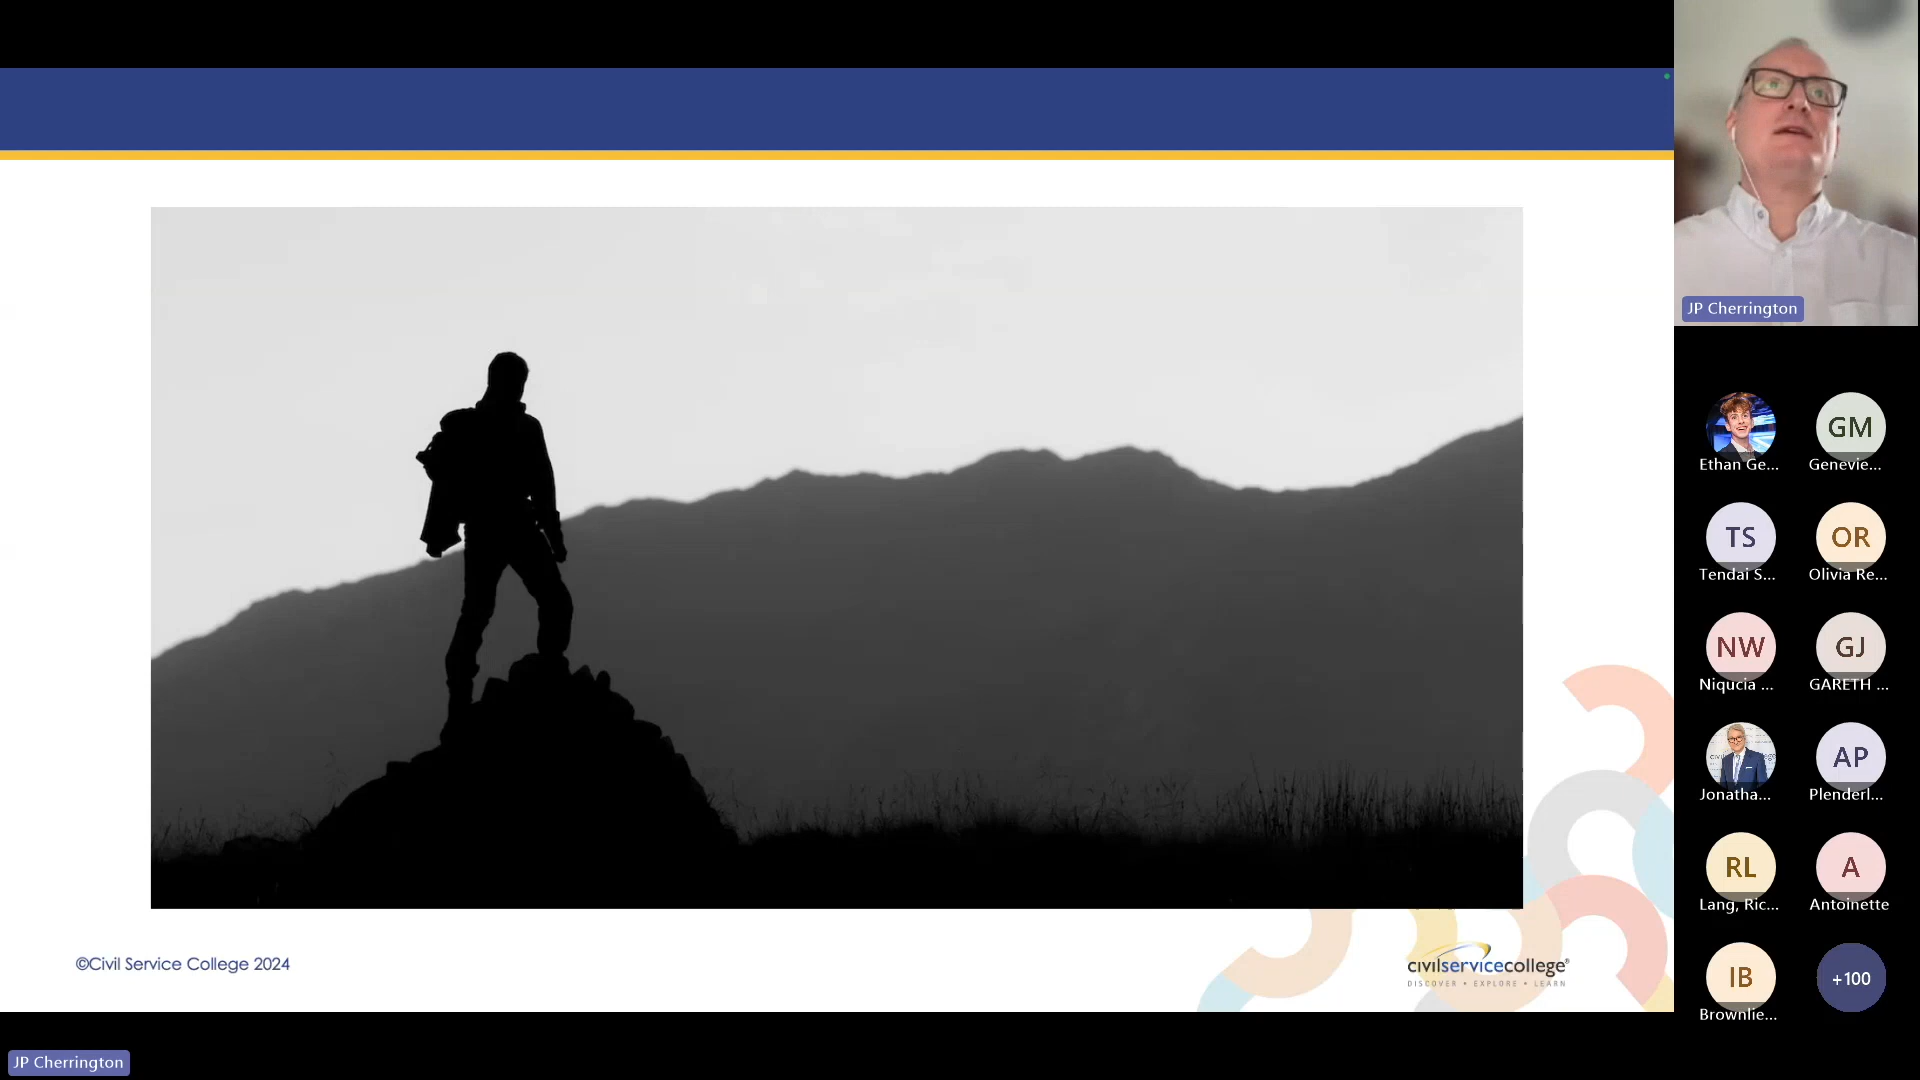 JP Cherrington
Ethan Ge...
GM
Genevie...
TS
Tendai S...
OR
Olivia Re...
NW
Niqucia ...
GJ
GARETH ...
Jonatha...
AP
Plenderl...
RL
Lang, Ric...
A
Antoinette
IB
Brownlie...
+100
©Civil Service College 2024
civilservicecollege®
DISCOVER • EXPLORE • LEARN
JP Cherrington